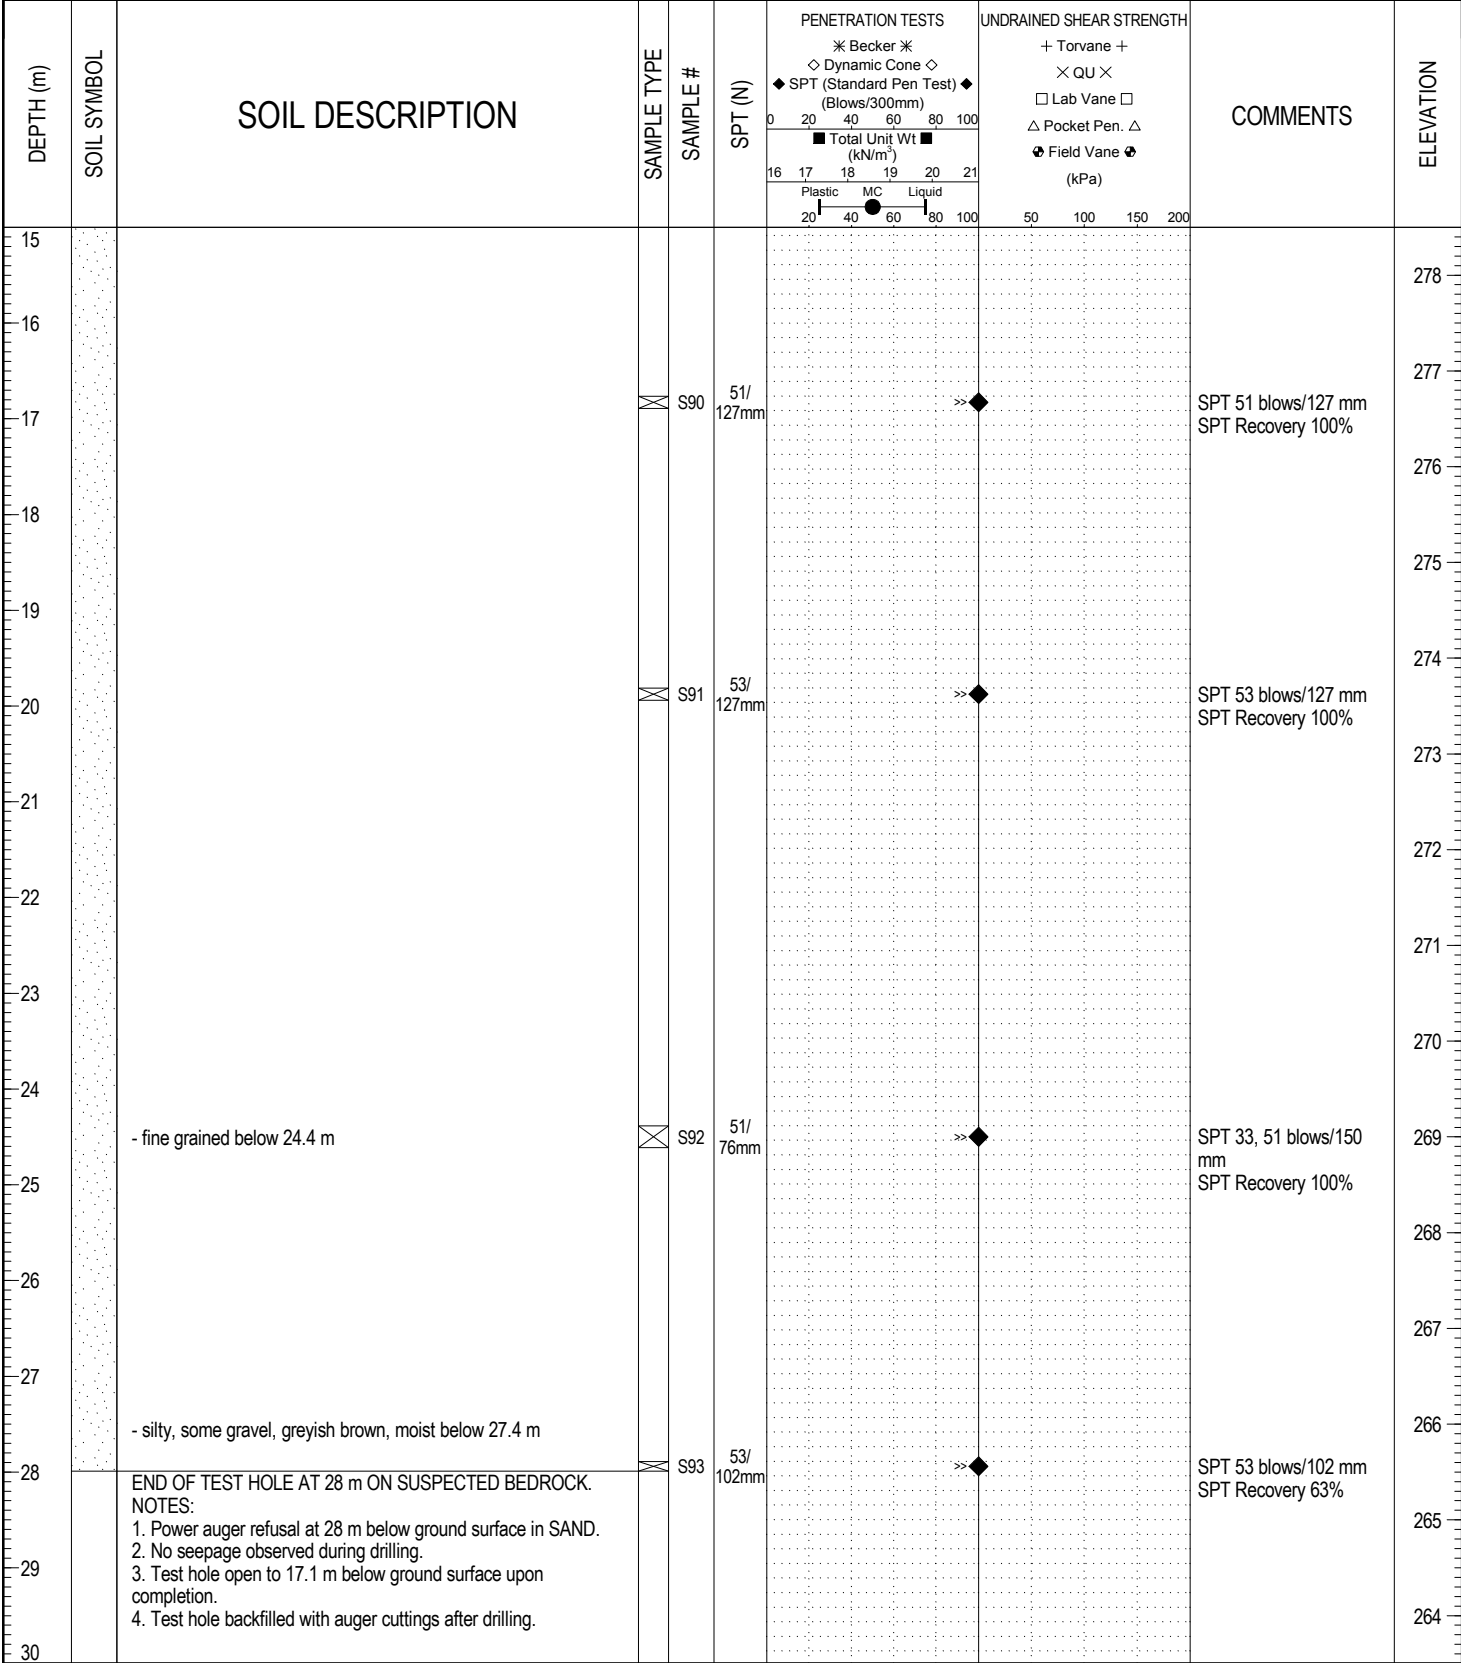 DEPTH (m)
SOIL SYMBOL
SOIL DESCRIPTION
SAMPLE TYPE
SAMPLE #
SPT (N)
PENETRATION TESTS
✳ Becker ✳
◇ Dynamic Cone ◇
◆ SPT (Standard Pen Test) ◆
(Blows/300mm)
0 20 40 60 80 100
■ Total Unit Wt ■
(kN/m³)
16 17 18 19 20 21
Plastic MC Liquid
20 40 60 80 100
UNDRAINED SHEAR STRENGTH
+ Torvane +
× QU ×
□ Lab Vane □
△ Pocket Pen. △
Field Vane
(kPa)
50 100 150 200
COMMENTS
ELEVATION
15
278
16
277
S90
51/
127mm
>>
SPT 51 blows/127 mm
SPT Recovery 100%
17
276
18
275
19
274
S91
53/
127mm
>>
SPT 53 blows/127 mm
SPT Recovery 100%
20
273
21
272
22
271
23
270
24
- fine grained below 24.4 m
S92
51/
76mm
>>
SPT 33, 51 blows/150
mm
SPT Recovery 100%
269
25
268
26
267
27
266
- silty, some gravel, greyish brown, moist below 27.4 m
S93
53/
102mm
>>
SPT 53 blows/102 mm
SPT Recovery 63%
28
END OF TEST HOLE AT 28 m ON SUSPECTED BEDROCK.
NOTES:
1. Power auger refusal at 28 m below ground surface in SAND.
265
2. No seepage observed during drilling.
29
3. Test hole open to 17.1 m below ground surface upon
completion.
4. Test hole backfilled with auger cuttings after drilling.
264
30